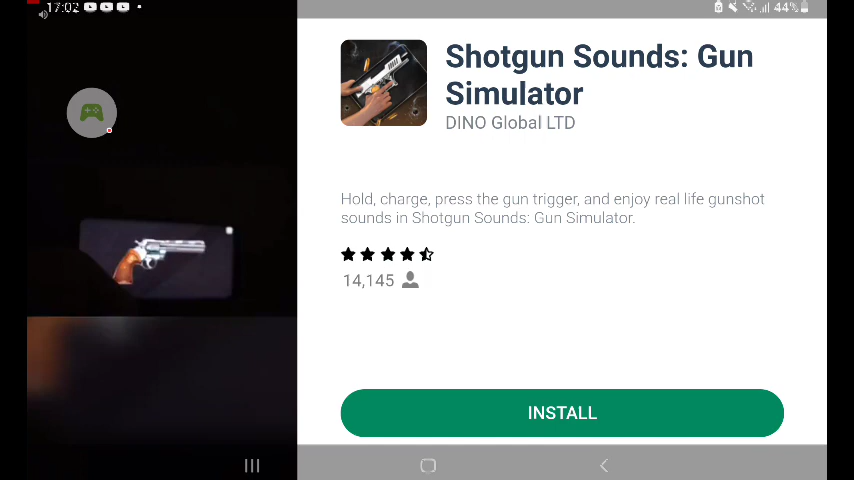 17:02
44%
Shotgun Sounds: Gun
Simulator
DINO Global LTD
Hold, charge, press the gun trigger, and enjoy real life gunshot
sounds in Shotgun Sounds: Gun Simulator.
14,145
INSTALL